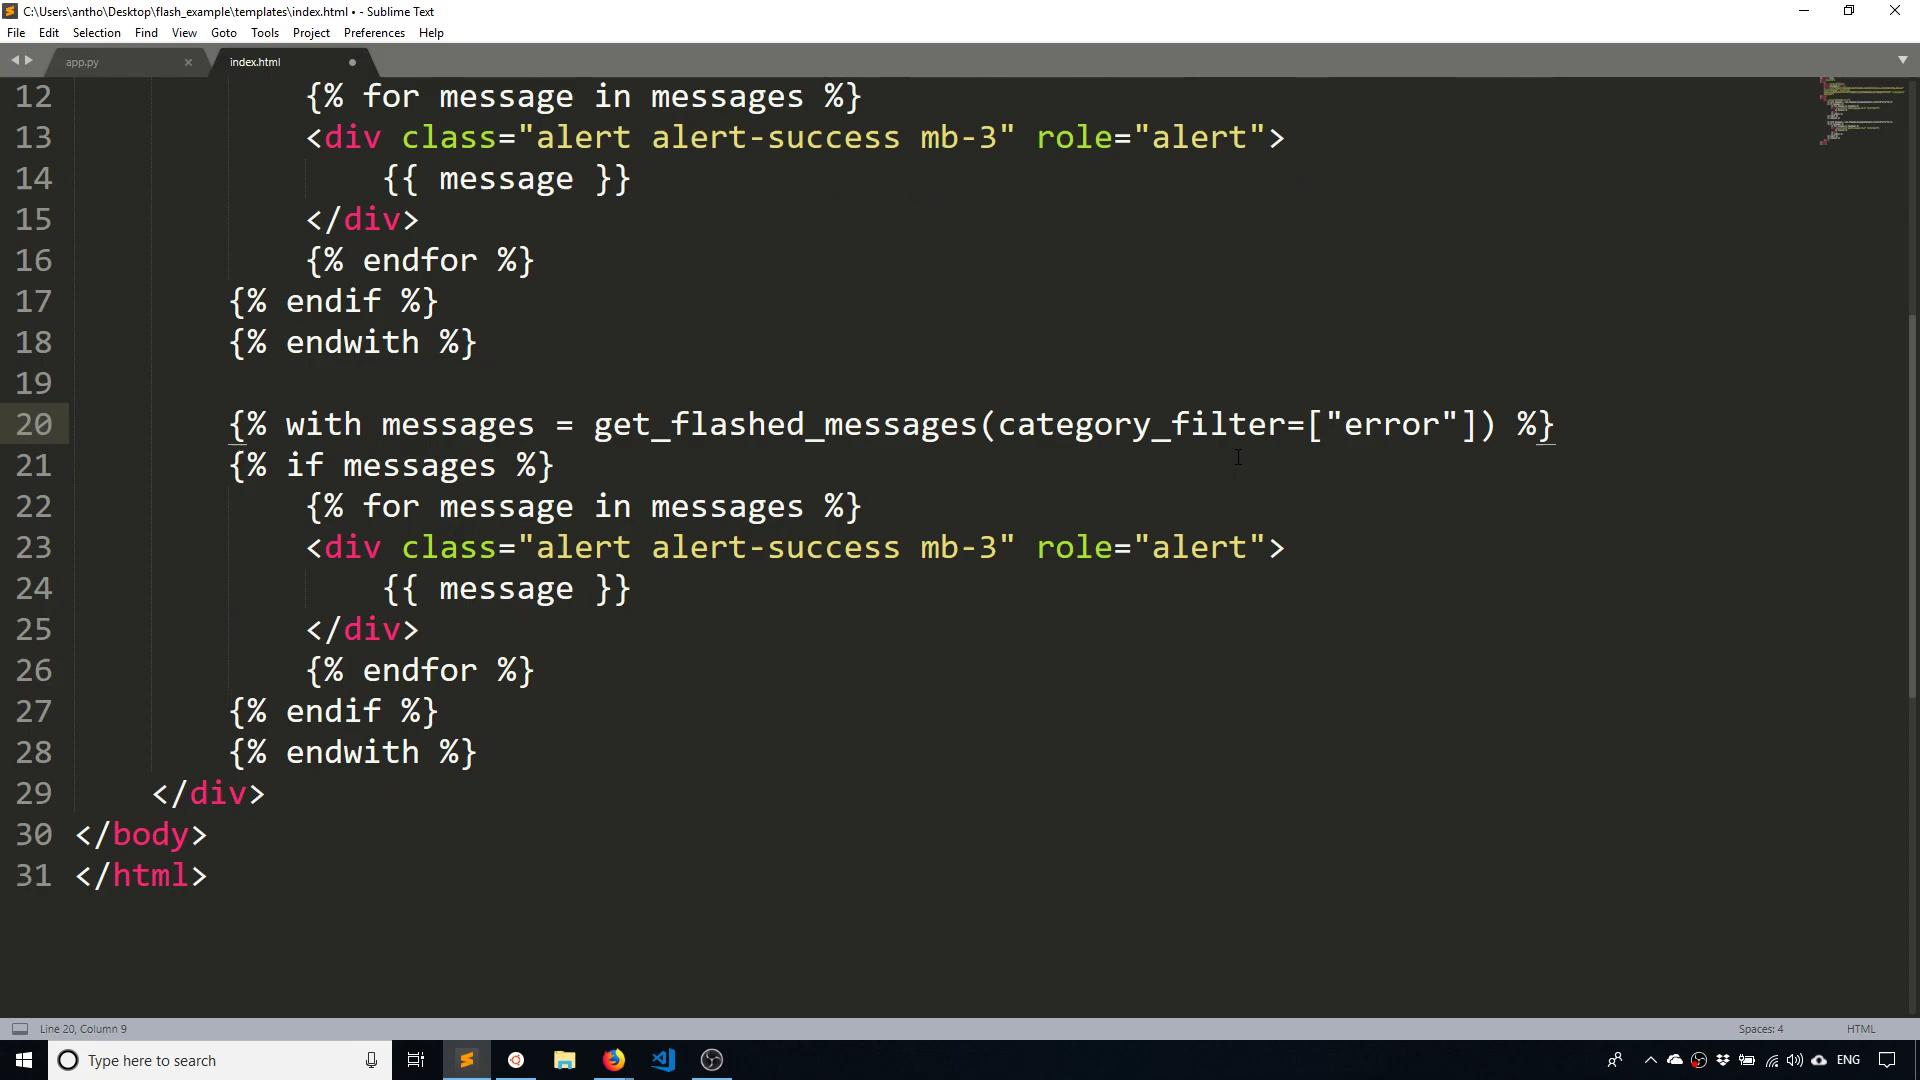 C:\Users\antho\Desktop\flash_example\templates\index.html • - Sublime Text
File Edit Selection Find View Goto Tools Project Preferences Help
app.py × index.html
12 {% for message in messages %}
13 <div class="alert alert-success mb-3" role="alert">
14 {{ message }}
15 </div>
16 {% endfor %}
17 {% endif %}
18 {% endwith %}
19
20 {% with messages = get_flashed_messages(category_filter=["error"]) %}
21 {% if messages %}
22 {% for message in messages %}
23 <div class="alert alert-success mb-3" role="alert">
24 {{ message }}
25 </div>
26 {% endfor %}
27 {% endif %}
28 {% endwith %}
29 </div>
30 </body>
31 </html>
Line 20, Column 9 Spaces: 4 HTML
Type here to search ENG